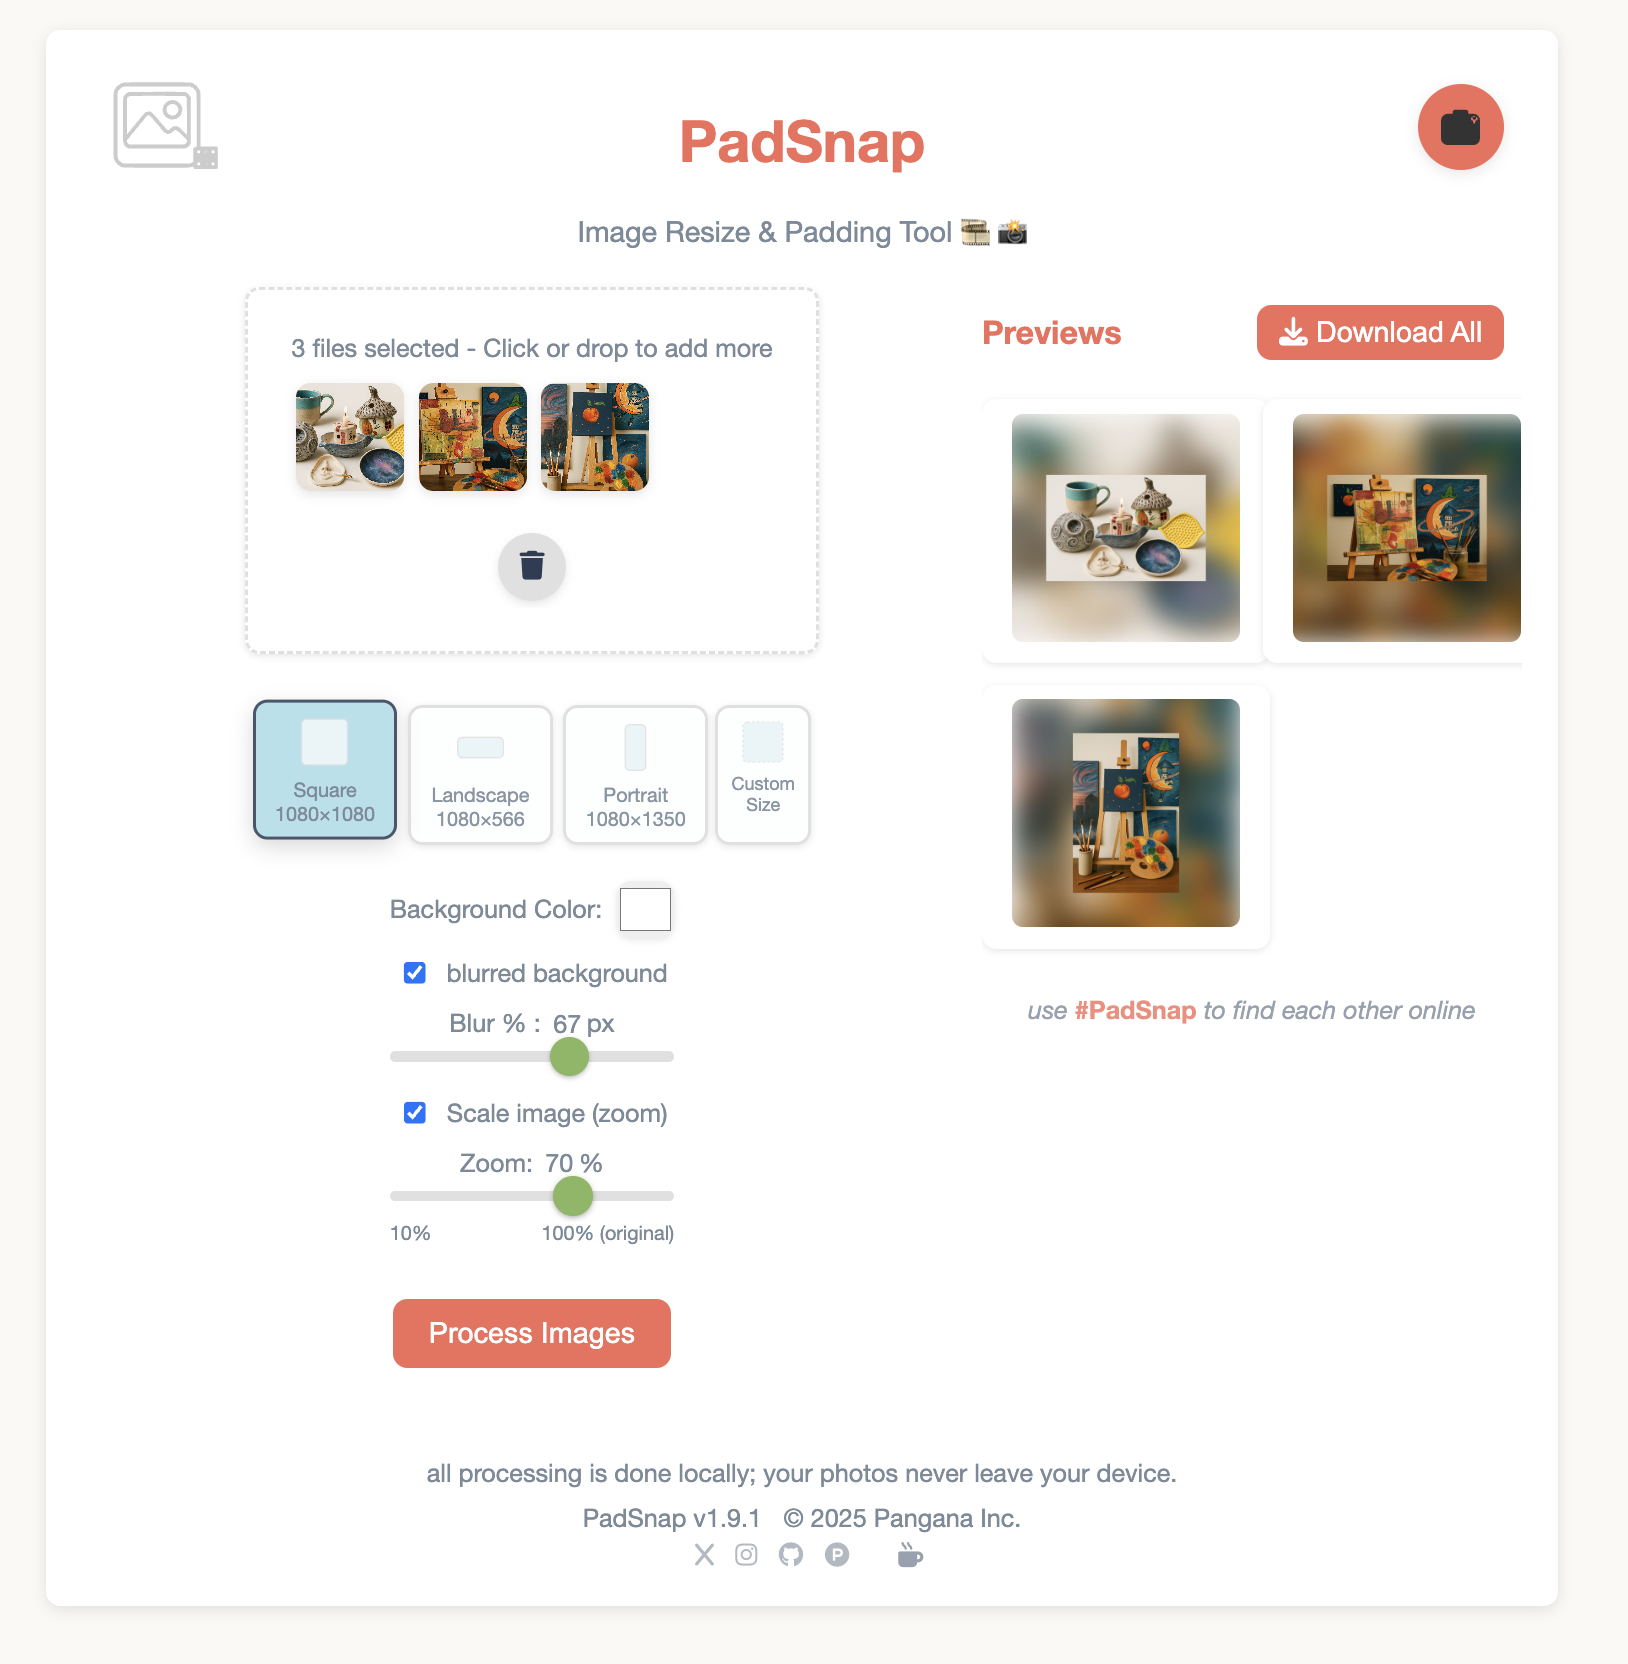 PadSnap
Image Resize & Padding Tool
3 files selected - Click or drop to add more
Previews
Download All
Square
1080×1080
Landscape
1080×566
Portrait
1080×1350
Custom
Size
Background Color:
blurred background
Blur % : 67 px
Scale image (zoom)
Zoom: 70 %
10%
100% (original)
Process Images
use #PadSnap to find each other online
all processing is done locally; your photos never leave your device.
PadSnap v1.9.1 © 2025 Pangana Inc.